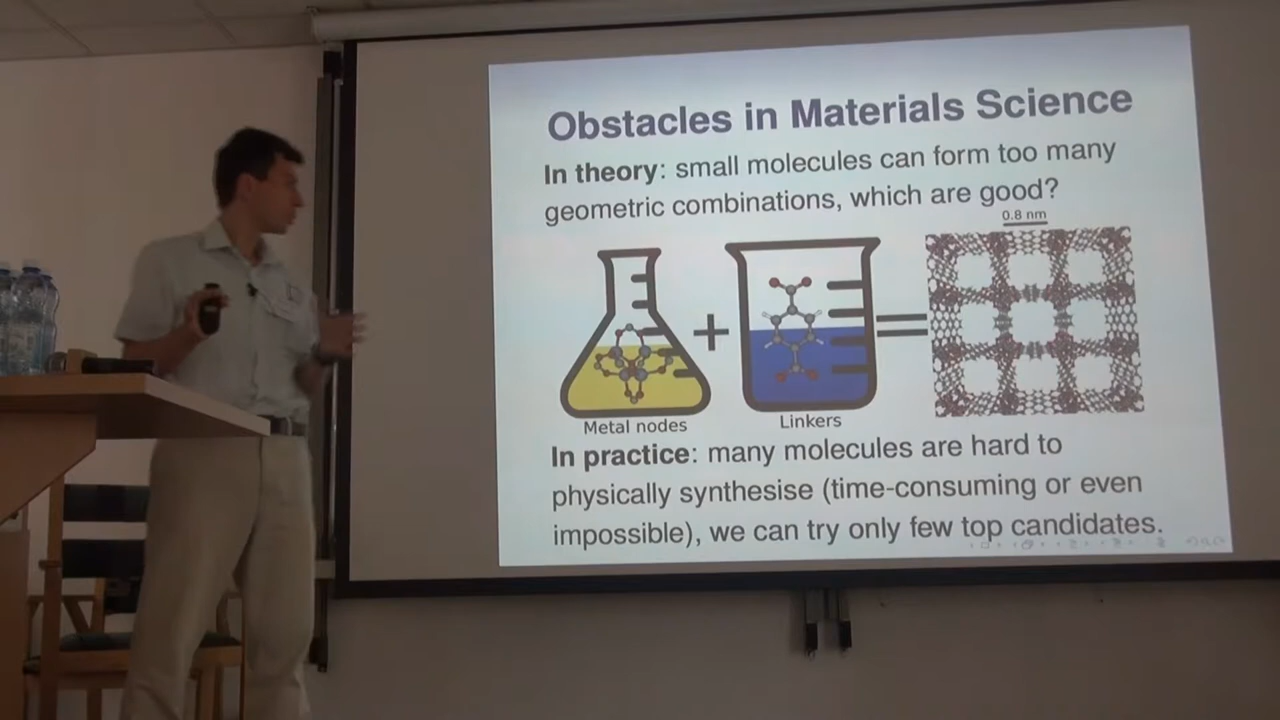 Obstacles in Materials Science
In theory: small molecules can form too many
geometric combinations, which are good?
0.8 nm
+
=
Metal nodes
Linkers
In practice: many molecules are hard to
physically synthesise (time-consuming or even
impossible), we can try only few top candidates.